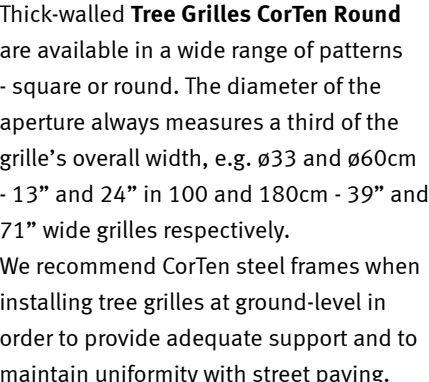 Thick-walled Tree Grilles CorTen Round
are available in a wide range of patterns
- square or round. The diameter of the
aperture always measures a third of the
grille’s overall width, e.g. ø33 and ø60cm
- 13” and 24” in 100 and 180cm - 39” and
71” wide grilles respectively.
We recommend CorTen steel frames when
installing tree grilles at ground-level in
order to provide adequate support and to
maintain uniformity with street paving.